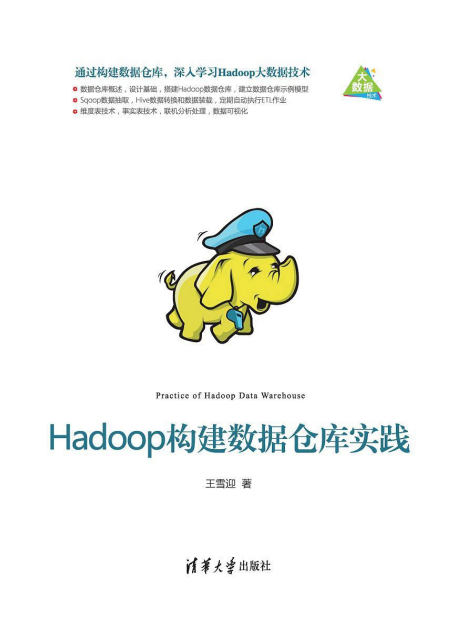 通过构建数据仓库，深入学习Hadoop大数据技术
数据仓库概述，设计基础，搭建Hadoop数据仓库，建立数据仓库示例模型
Sqoop数据抽取，Hive数据转换和数据装载，定期自动执行ETL作业
维度表技术，事实表技术，联机分析处理，数据可视化
大
数据
技术
Practice of Hadoop Data Warehouse
Hadoop构建数据仓库实践
王雪迎 著
清华大学出版社